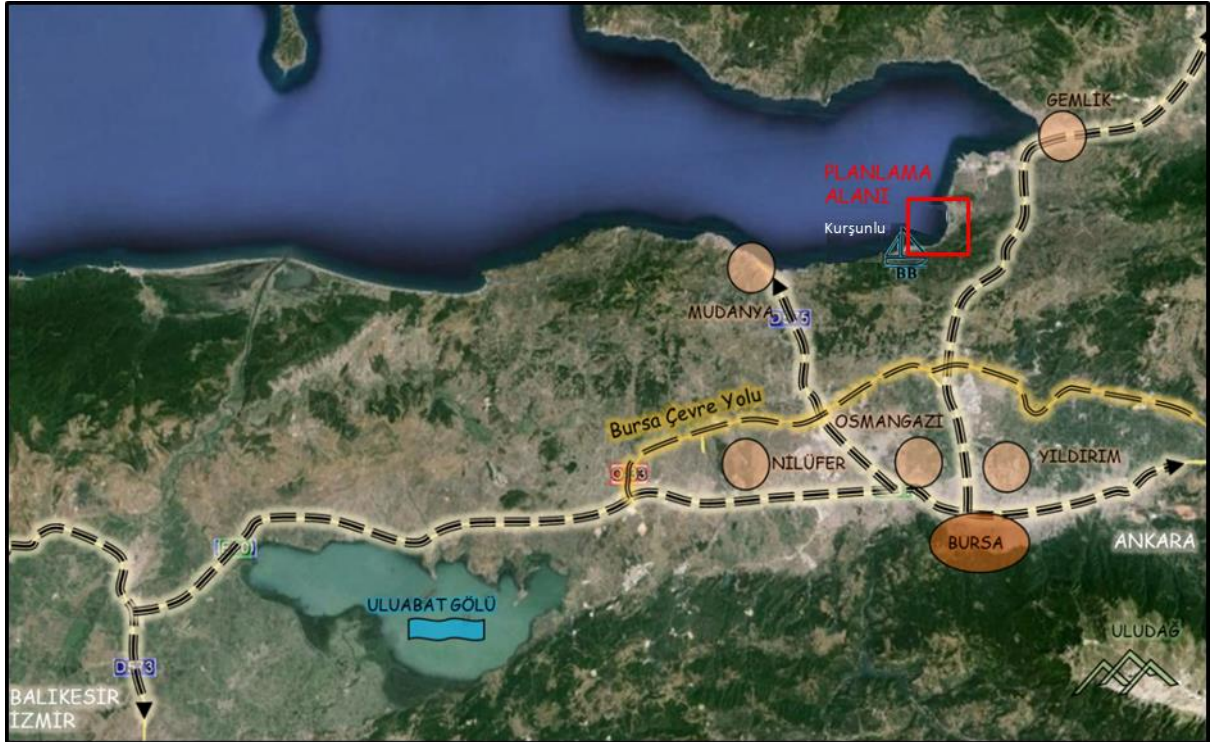 GEMLİK
PLANLAMA
ALANI
Kurşunlu
BB
MUDANYA
Bursa Çevre Yolu
OSMANGAZİ
NİLÜFER
YILDIRIM
BURSA
ANKARA
ULUABAT GÖLÜ
ULUDAĞ
BALIKESİR
İZMİR